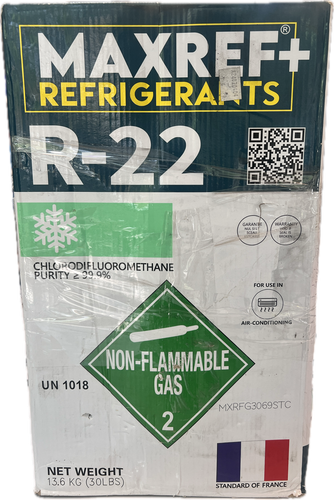 MAXREF+®
REFRIGERANTS
R-22
CHLORODIFLUOROMETHANE
PURITY ≥ 99.9%
FOR USE IN
AIR-CONDITIONING
NON-FLAMMABLE
GAS
2
UN 1018
MXRFG3069STC
NET WEIGHT
13,6 KG (30LBS)
STANDARD OF FRANCE